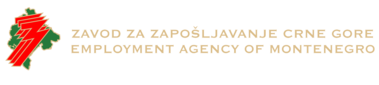 ZAVOD ZA ZAPOŠLJAVANJE CRNE GORE
EMPLOYMENT AGENCY OF MONTENEGRO